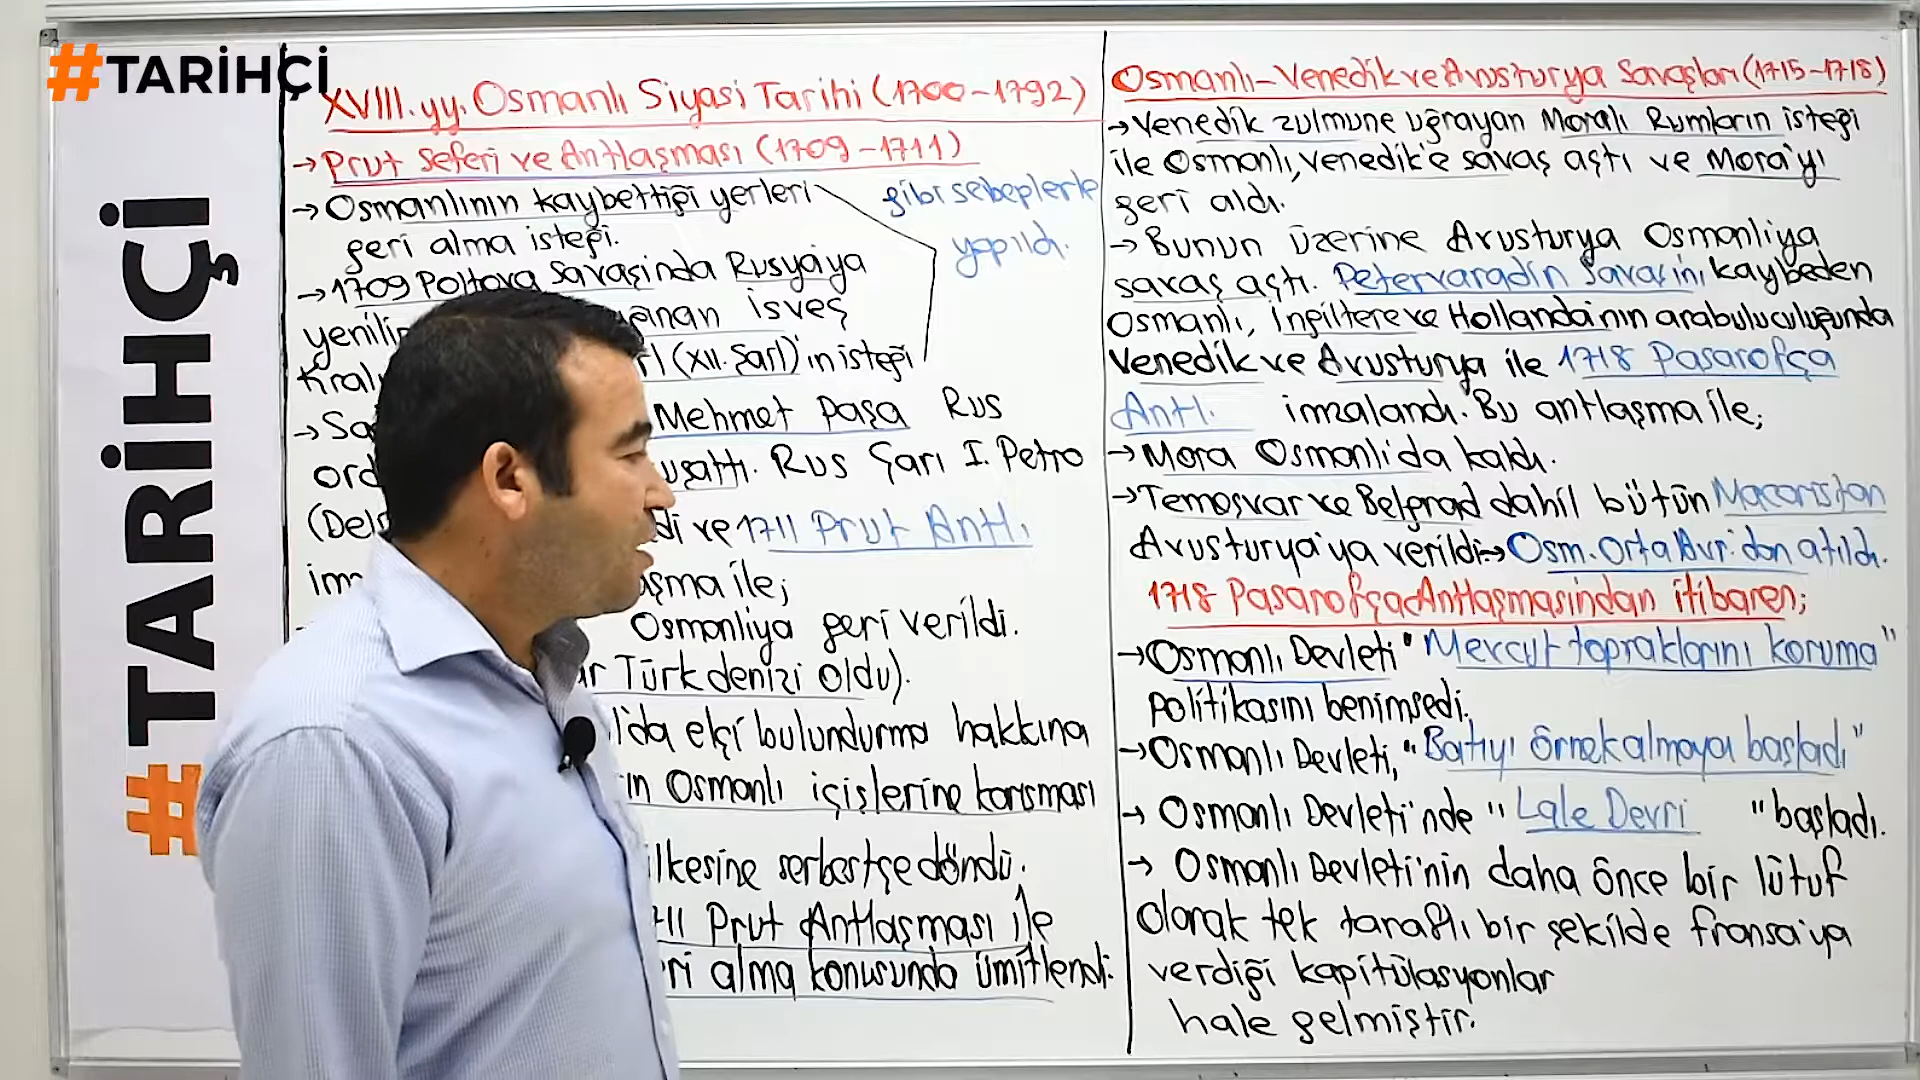 #TARİHÇİ
#TARİHÇİ
XVIII.yy. Osmanlı Siyasi Tarihi (1700-1792)
→Prut Seferi ve Antlaşması (1709-1711)
→Osmanlının kaybettiği yerleri
geri alma isteği.
gibi sebeplerle
yapıldı.
→1709 Poltova Savaşında Rusya'ya
yenilip
İsveç
Kralı
(XII. Şarl)'ın isteği
→
Mehmet Paşa Rus
Rus Çarı I. Petro
(Deli
ve 1711 Prut Antl.
ile;
Osmanlıya geri verildi.
Türk denizi oldu).
elçi bulundurma hakkına
Osmanlı içişlerine karışması
serbestçe döndü.
Prut Antlaşması ile
alma konusunda ümitlendi.
Osmanlı-Venedik ve Avusturya Savaşları (1715-1718)
→Venedik zulmüne uğrayan Moralı Rumların isteği
ile Osmanlı, Venedik'e savaş açtı ve Mora'yı
geri aldı.
→Bunun üzerine Avusturya Osmanlıya
savaş açtı. Petervaradin Savaşını kaybeden
Osmanlı, İngiltere ve Hollanda'nın arabuluculuğunda
Venedik ve Avusturya ile 1718 Pasarofça
Antl. imzalandı. Bu antlaşma ile;
→Mora Osmanlı'da kaldı.
→Temeşvar ve Belgrad dahil bütün Macaristan
Avusturya'ya verildi→Osm. Orta Avr.'dan atıldı.
1718 Pasarofça Antlaşmasından itibaren;
→Osmanlı Devleti "Mevcut topraklarını koruma"
politikasını benimsedi.
→Osmanlı Devleti, "Batıyı örnek almaya başladı"
→ Osmanlı Devleti'nde "Lale Devri" başladı.
→ Osmanlı Devleti'nin daha önce bir lütuf
olarak tek taraflı bir şekilde Fransa'ya
verdiği kapitülasyonlar
hale gelmiştir.